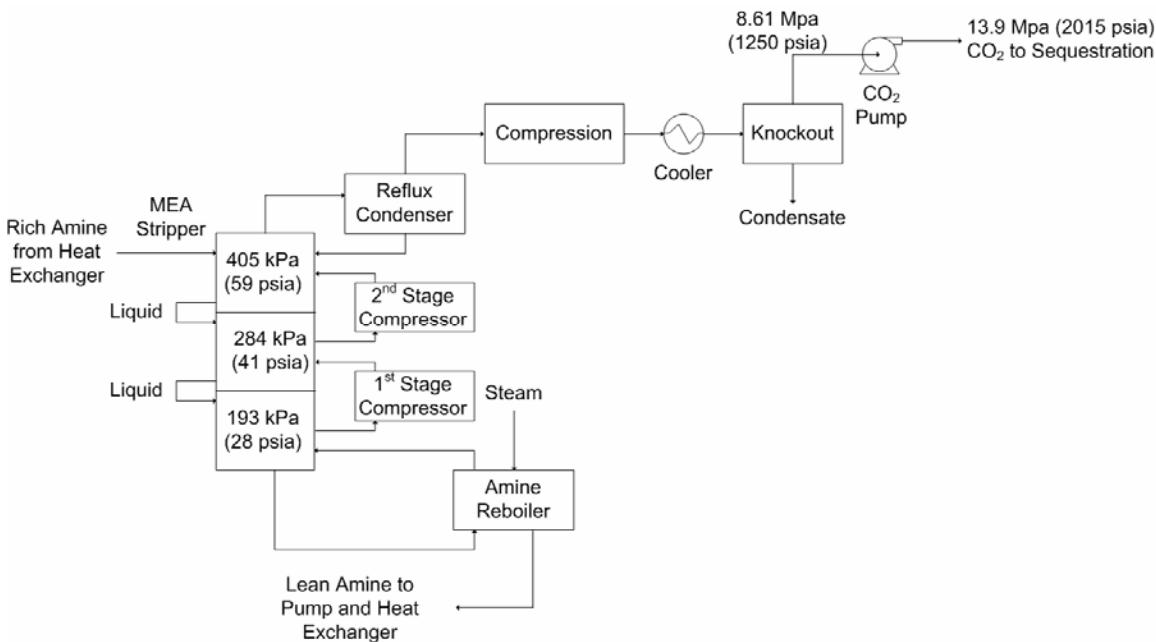 8.61 Mpa
(1250 psia)
13.9 Mpa (2015 psia)
CO₂ to Sequestration
CO₂
Pump
Compression
Cooler
Knockout
Condensate
Reflux
Condenser
MEA
Stripper
Rich Amine
from Heat
Exchanger
405 kPa
(59 psia)
Liquid
2nd Stage
Compressor
284 kPa
(41 psia)
Liquid
1st Stage
Compressor
193 kPa
(28 psia)
Steam
Amine
Reboiler
Lean Amine to
Pump and Heat
Exchanger